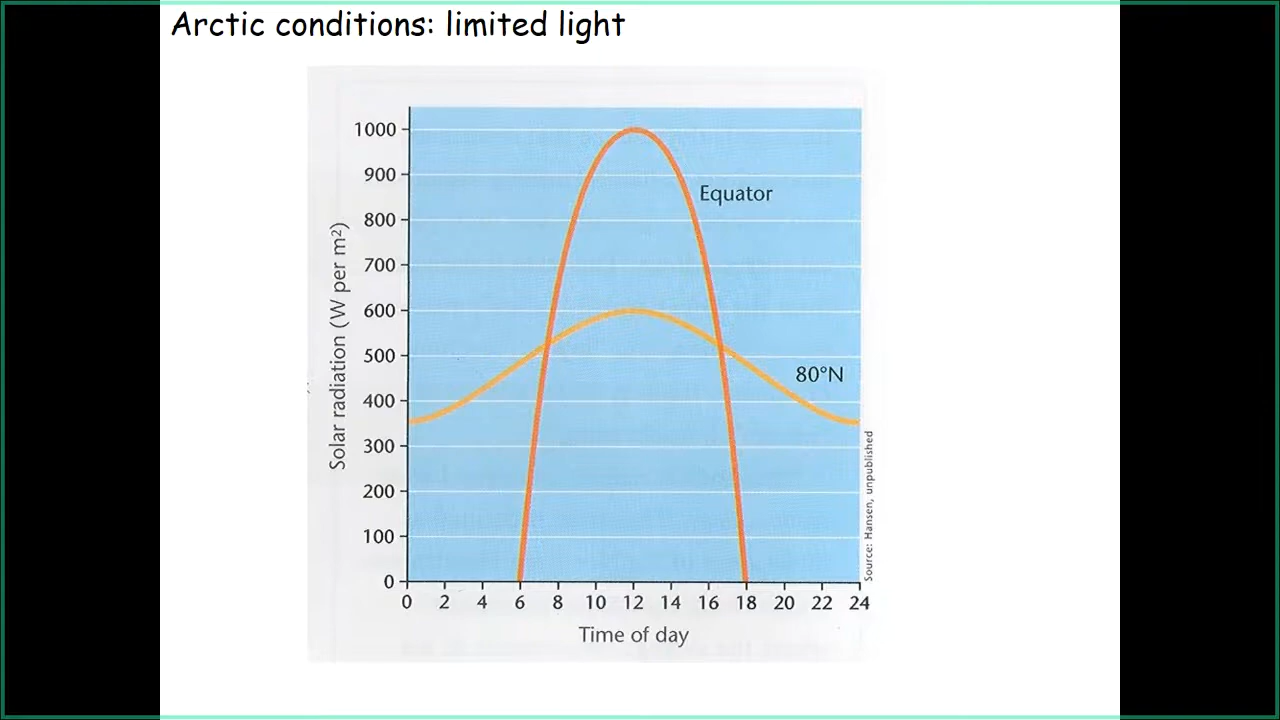 Arctic conditions: limited light
Solar radiation (W per m²)
1000
900
800
700
600
500
400
300
200
100
0
Equator
80°N
0 2 4 6 8 10 12 14 16 18 20 22 24
Time of day
Source: Hansen, unpublished